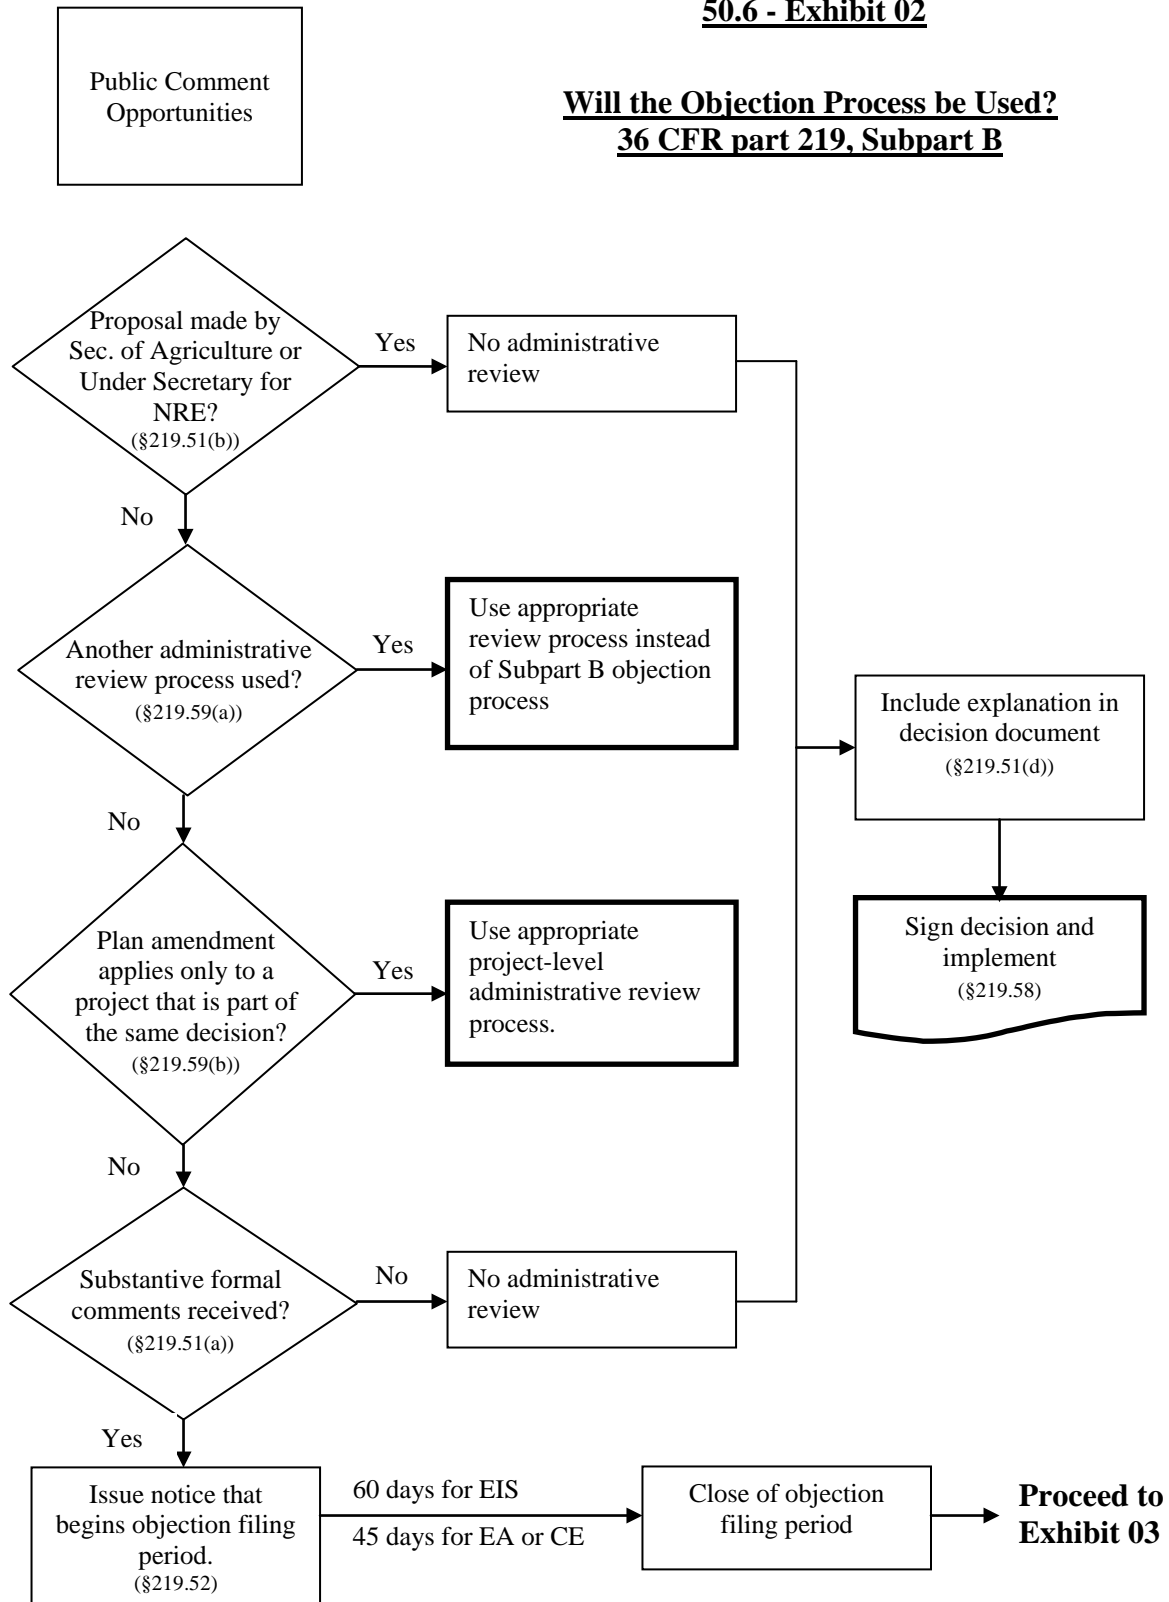 50.6 - Exhibit 02
Public Comment
Opportunities
Will the Objection Process be Used?
36 CFR part 219, Subpart B
Proposal made by
Sec. of Agriculture or
Under Secretary for
NRE?
(§219.51(b))
Yes
No administrative
review
No
Another administrative
review process used?
(§219.59(a))
Yes
Use appropriate
review process instead
of Subpart B objection
process
Include explanation in
decision document
(§219.51(d))
No
Plan amendment
applies only to a
project that is part of
the same decision?
(§219.59(b))
Yes
Use appropriate
project-level
administrative review
process.
Sign decision and
implement
(§219.58)
No
Substantive formal
comments received?
(§219.51(a))
No
No administrative
review
Yes
Issue notice that
begins objection filing
period.
(§219.52)
60 days for EIS
45 days for EA or CE
Close of objection
filing period
Proceed to
Exhibit 03